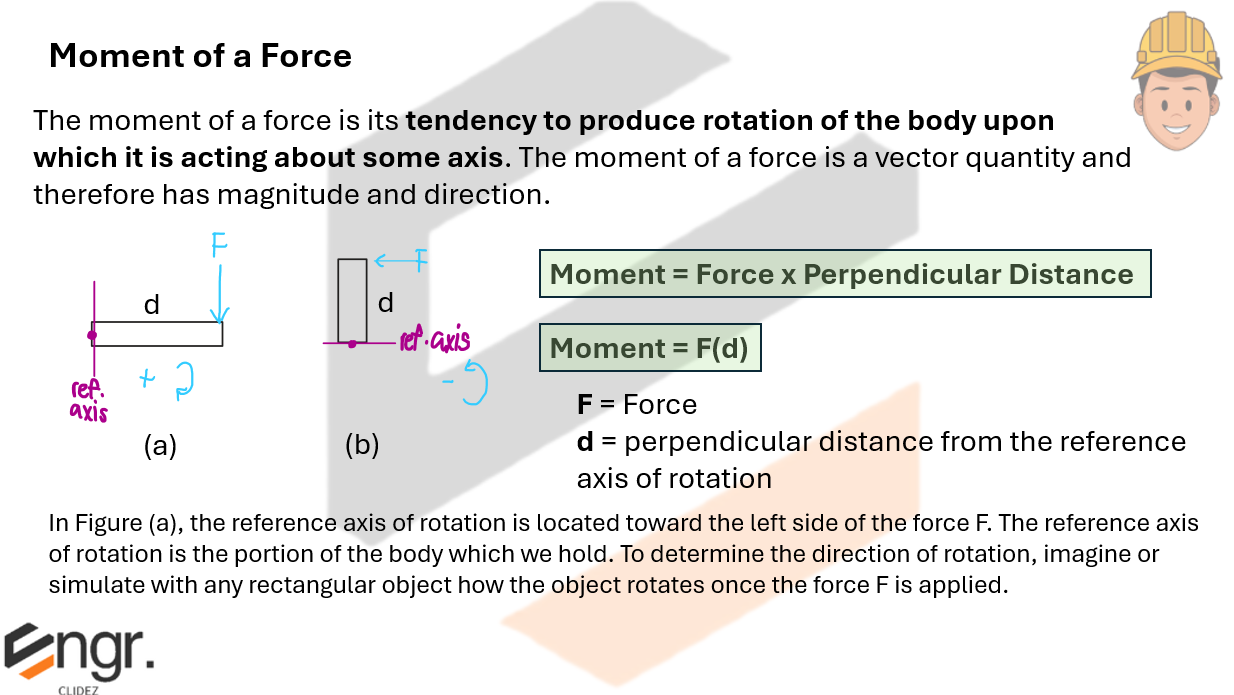 Moment of a Force
The moment of a force is its tendency to produce rotation of the body upon
which it is acting about some axis. The moment of a force is a vector quantity and
therefore has magnitude and direction.
F
d
ref.
axis
+
(a)
F
d
ref. axis
-
(b)
Moment = Force x Perpendicular Distance
Moment = F(d)
F = Force
d = perpendicular distance from the reference
axis of rotation
In Figure (a), the reference axis of rotation is located toward the left side of the force F. The reference axis
of rotation is the portion of the body which we hold. To determine the direction of rotation, imagine or
simulate with any rectangular object how the object rotates once the force F is applied.
Engr.
CLIDEZ